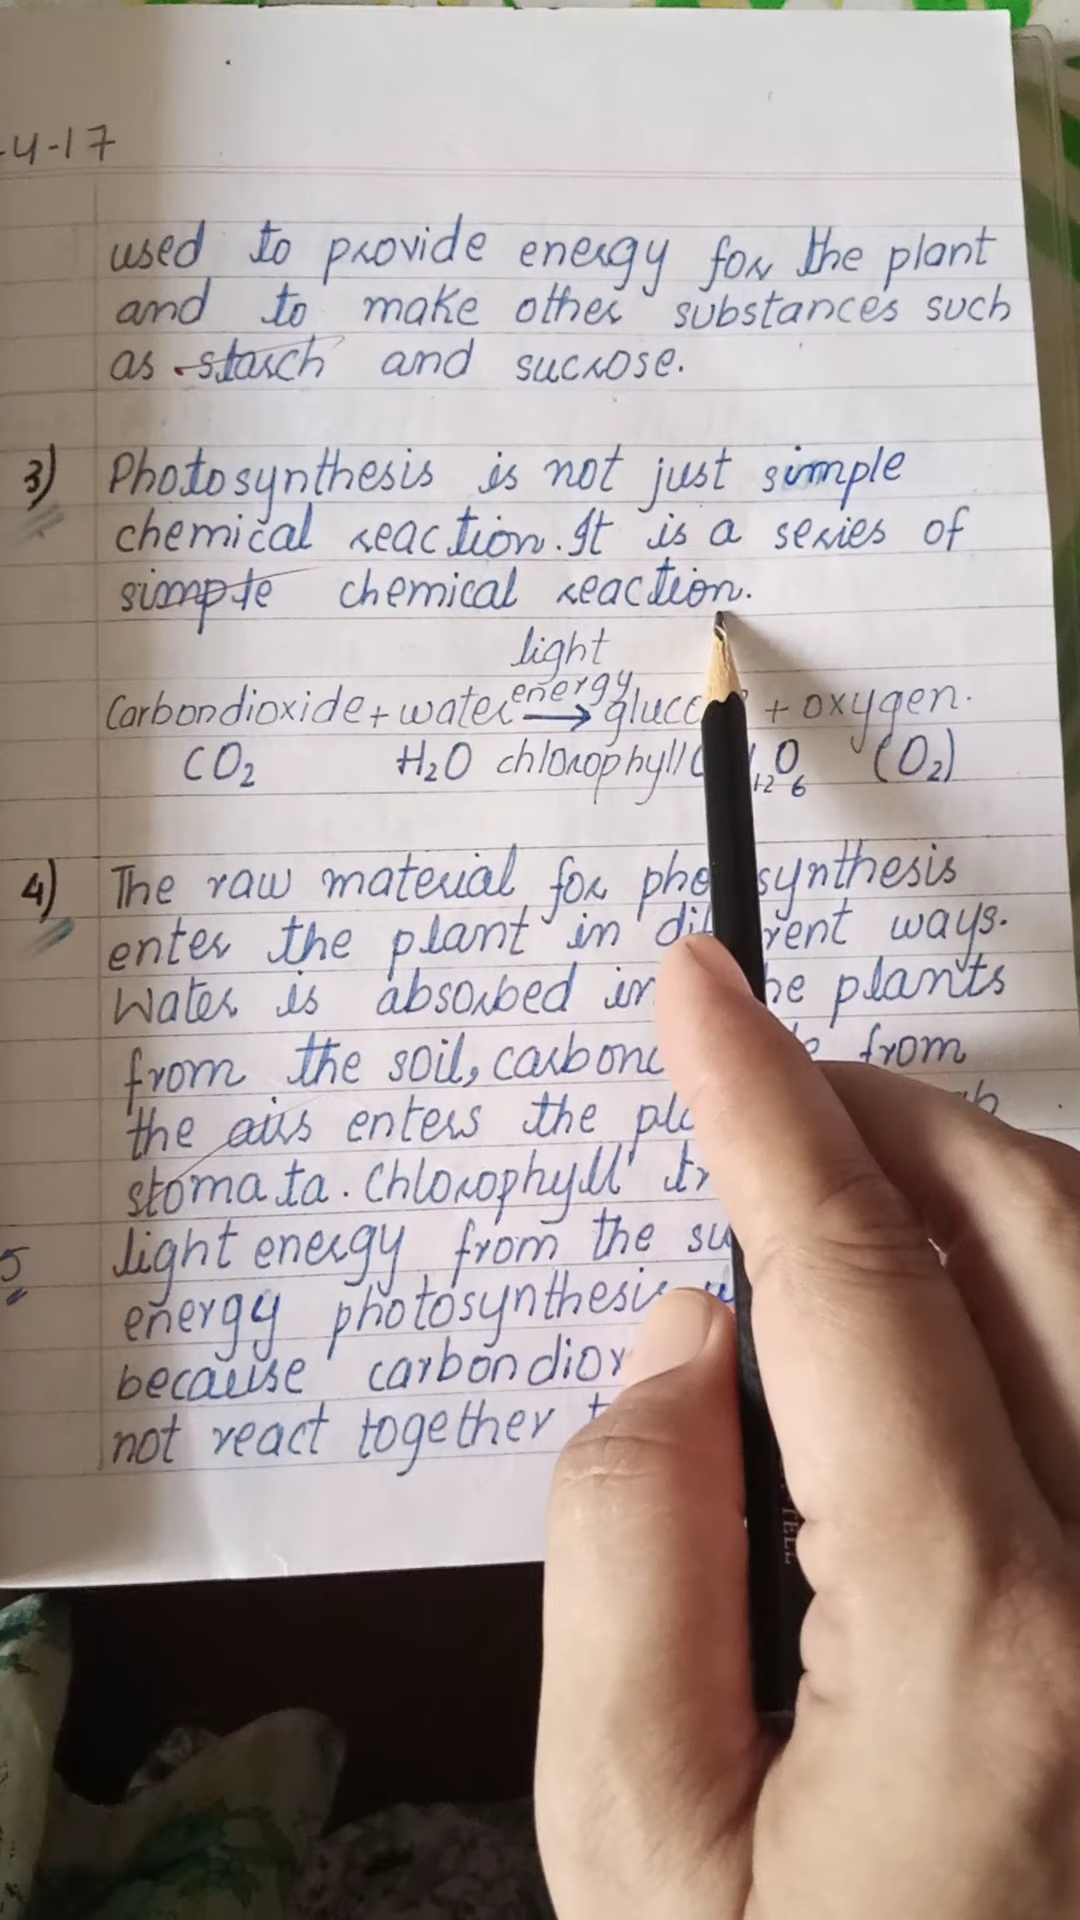 -4-17
used to provide energy for the plant
and to make other substances such
as starch and sucrose.
3) Photosynthesis is not just simple
chemical reaction. It is a series of
simple chemical reaction.
light
energy
Carbondioxide + water → + oxygen.
CO2 H2O chlorophyll 12O6 (O2)
4) The raw material for
enter the plant in ways.
Water is absorbed plants
from the soil, from
the airs enters the
stomata. Chlorophyll
5 light energy from the
energy photosynthesis
because
not react together